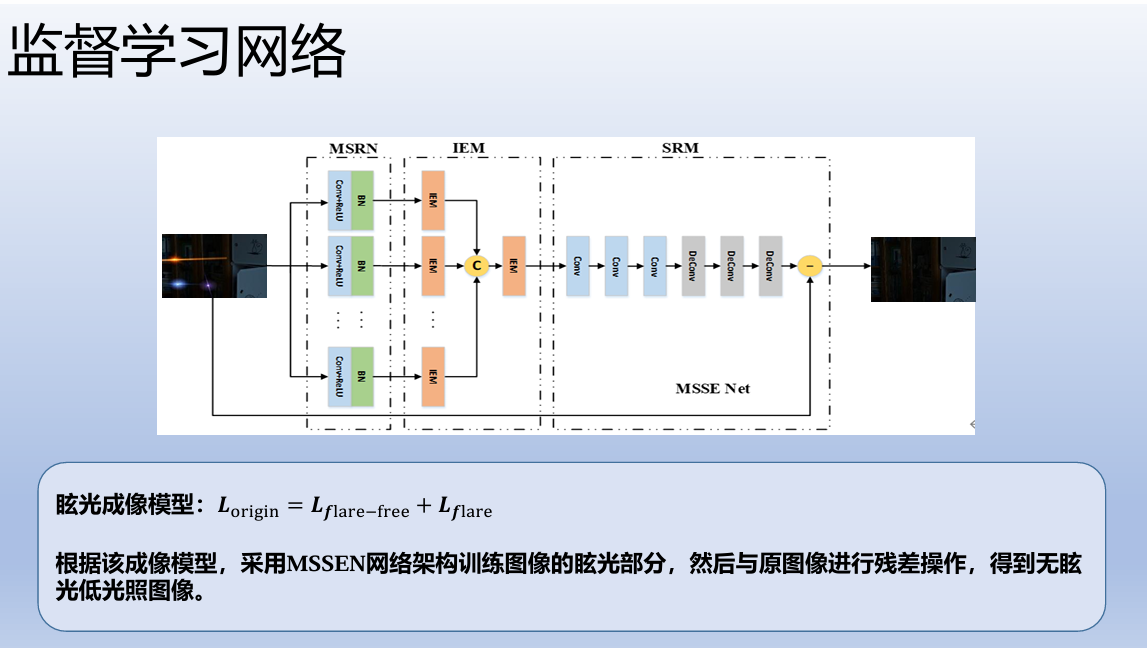 监督学习网络
MSRN IEM SRM
Conv+ReLU BN IEM
Conv+ReLU BN IEM C IEM Conv Conv Conv DeConv DeConv DeConv −
Conv+ReLU BN IEM
MSSE Net
眩光成像模型：L_origin = L_flare−free + L_flare
根据该成像模型，采用MSSEN网络架构训练图像的眩光部分，然后与原图像进行残差操作，得到无眩
光低光照图像。